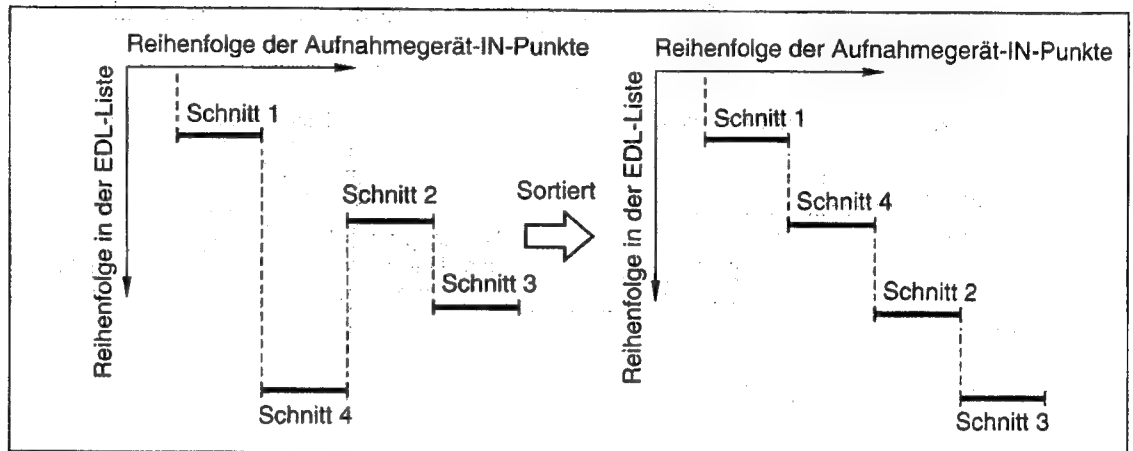 Reihenfolge der Aufnahmegerät-IN-Punkte
Reihenfolge in der EDL-Liste
Schnitt 1
Schnitt 2
Schnitt 3
Schnitt 4
Sortiert
Reihenfolge der Aufnahmegerät-IN-Punkte
Reihenfolge in der EDL-Liste
Schnitt 1
Schnitt 4
Schnitt 2
Schnitt 3